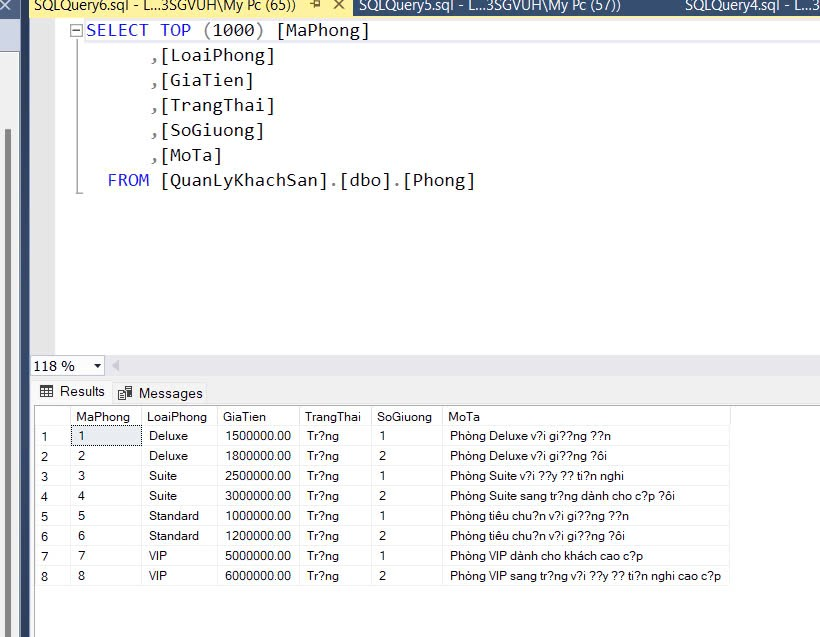 SQLQuery6.sql - L...3SGVUH\My Pc (65)) SQLQuery5.sql - L...3SGVUH\My Pc (57)) SQLQuery4.sql - L...3
SELECT TOP (1000) [MaPhong]
,[LoaiPhong]
,[GiaTien]
,[TrangThai]
,[SoGiuong]
,[MoTa]
FROM [QuanLyKhachSan].[dbo].[Phong]
118 %
Results Messages
MaPhong LoaiPhong GiaTien TrangThai SoGiuong MoTa
1 1 Deluxe 1500000.00 Tr?ng 1 Phòng Deluxe v?i gi??ng ??n
2 2 Deluxe 1800000.00 Tr?ng 2 Phòng Deluxe v?i gi??ng ?ôi
3 3 Suite 2500000.00 Tr?ng 1 Phòng Suite v?i ??y ?? ti?n nghi
4 4 Suite 3000000.00 Tr?ng 2 Phòng Suite sang tr?ng dành cho c?p ?ôi
5 5 Standard 1000000.00 Tr?ng 1 Phòng tiêu chu?n v?i gi??ng ??n
6 6 Standard 1200000.00 Tr?ng 2 Phòng tiêu chu?n v?i gi??ng ?ôi
7 7 VIP 5000000.00 Tr?ng 1 Phòng VIP dành cho khách cao c?p
8 8 VIP 6000000.00 Tr?ng 2 Phòng VIP sang tr?ng v?i ??y ?? ti?n nghi cao c?p